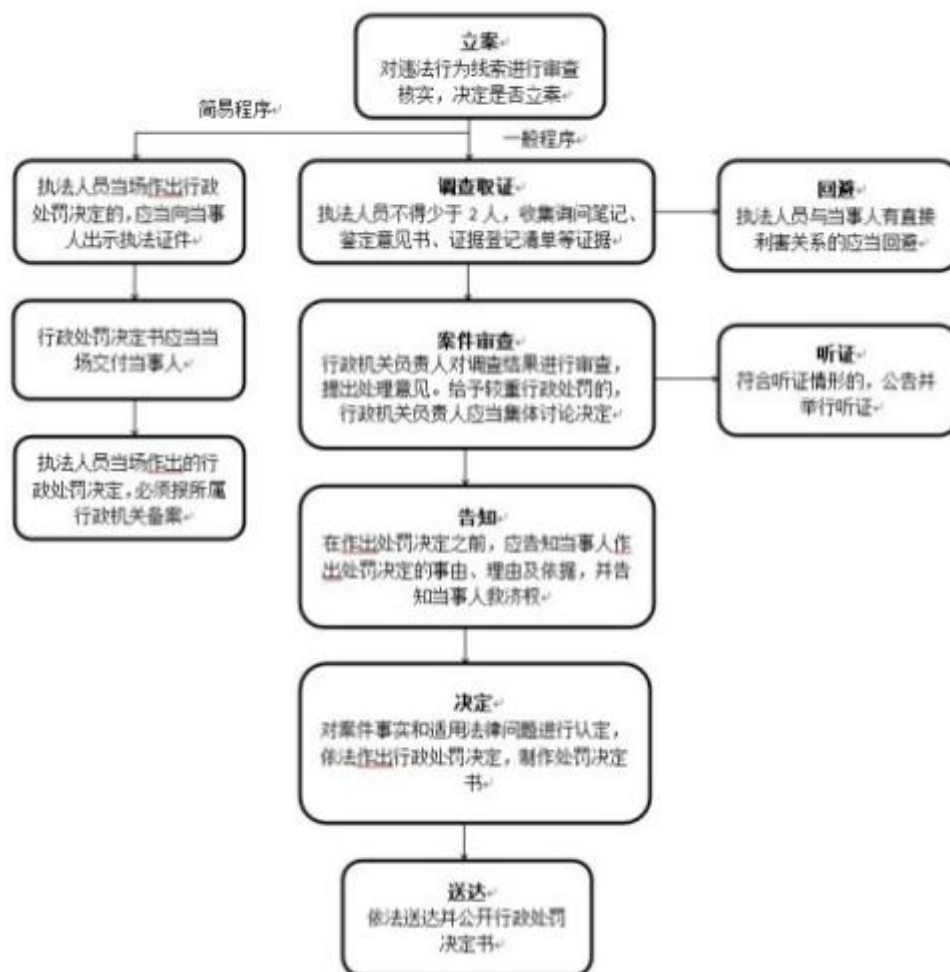 立案
对违法行为线索进行审查
核实，决定是否立案
简易程序
一般程序
执法人员当场作出行政
处罚决定的，应当向当事
人出示执法证件
调查取证
执法人员不得少于 2 人，收集询问笔记、
鉴定意见书、证据登记清单等证据
回避
执法人员与当事人有直接
利害关系的应当回避
行政处罚决定书应当当
场交付当事人
案件审查
行政机关负责人对调查结果进行审查，
提出处理意见。给予较重行政处罚的，
行政机关负责人应当集体讨论决定
听证
符合听证情形的，公告并
举行听证
执法人员当场作出的行
政处罚决定，必须报所属
行政机关备案
告知
在作出处罚决定之前，应告知当事人作
出处罚决定的事由、理由及依据，并告
知当事人救济权
决定
对案件事实和适用法律问题进行认定，
依法作出行政处罚决定，制作处罚决定
书
送达
依法送达并公开行政处罚
决定书